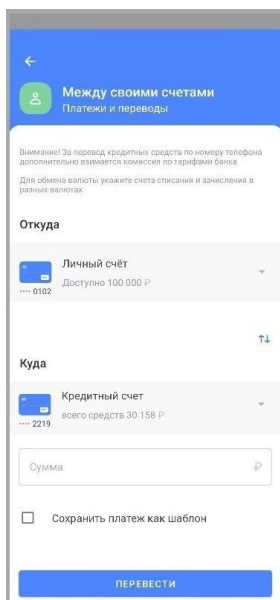 Между своими счетами
Платежи и переводы
Внимание! За перевод кредитных средств по номеру телефона
дополнительно взимается комиссия по тарифами банка
Для обмена валюты укажите счета списания и зачисления в
разных валютах
Откуда
Личный счёт
Доступно 100 000 ₽
···· 0102
Куда
Кредитный счет
всего средств 30 158 ₽
···· 2219
Сумма ₽
Сохранить платеж как шаблон
ПЕРЕВЕСТИ